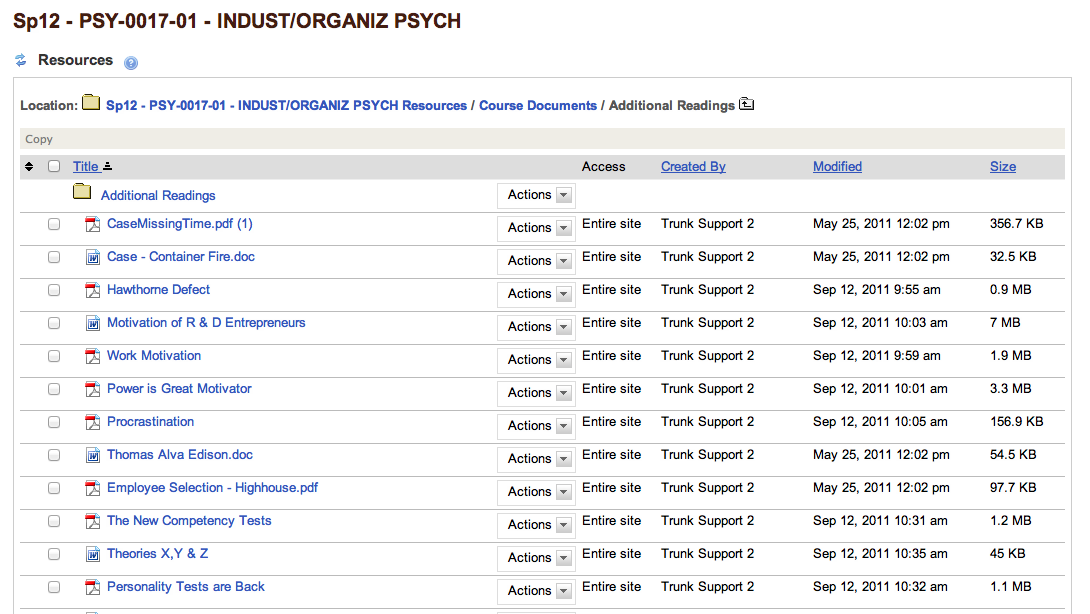 Sp12 - PSY-0017-01 - INDUST/ORGANIZ PSYCH
Resources ?
Location: Sp12 - PSY-0017-01 - INDUST/ORGANIZ PSYCH Resources / Course Documents / Additional Readings
Copy
Title Access Created By Modified Size
Additional Readings Actions
CaseMissingTime.pdf (1) Actions Entire site Trunk Support 2 May 25, 2011 12:02 pm 356.7 KB
Case - Container Fire.doc Actions Entire site Trunk Support 2 May 25, 2011 12:02 pm 32.5 KB
Hawthorne Defect Actions Entire site Trunk Support 2 Sep 12, 2011 9:55 am 0.9 MB
Motivation of R & D Entrepreneurs Actions Entire site Trunk Support 2 Sep 12, 2011 10:03 am 7 MB
Work Motivation Actions Entire site Trunk Support 2 Sep 12, 2011 9:59 am 1.9 MB
Power is Great Motivator Actions Entire site Trunk Support 2 Sep 12, 2011 10:01 am 3.3 MB
Procrastination Actions Entire site Trunk Support 2 Sep 12, 2011 10:05 am 156.9 KB
Thomas Alva Edison.doc Actions Entire site Trunk Support 2 May 25, 2011 12:02 pm 54.5 KB
Employee Selection - Highhouse.pdf Actions Entire site Trunk Support 2 May 25, 2011 12:02 pm 97.7 KB
The New Competency Tests Actions Entire site Trunk Support 2 Sep 12, 2011 10:31 am 1.2 MB
Theories X,Y & Z Actions Entire site Trunk Support 2 Sep 12, 2011 10:35 am 45 KB
Personality Tests are Back Actions Entire site Trunk Support 2 Sep 12, 2011 10:32 am 1.1 MB